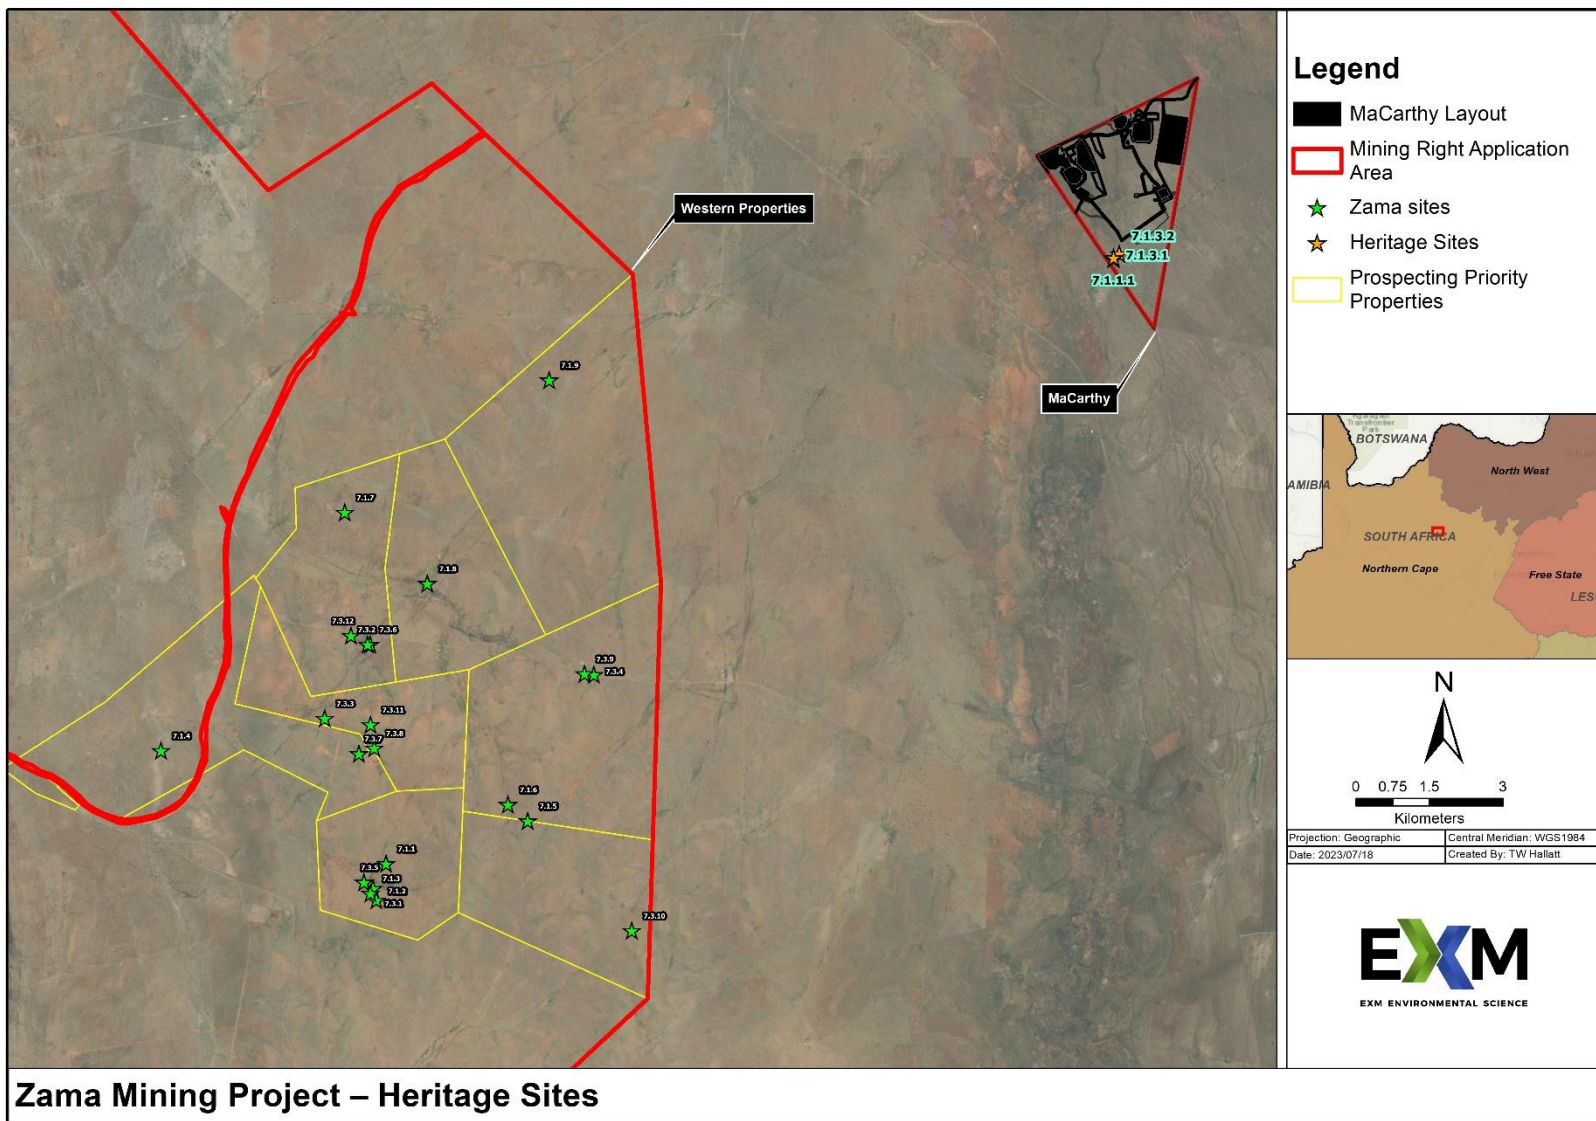 Western Properties
7.1.3.2
7.1.3.1
7.1.1.1
MaCarthy
7.1.9
7.1.7
7.1.8
7.3.12
7.3.2
7.3.6
7.3.9
7.3.4
7.3.3
7.3.11
7.3.8
7.3.7
7.1.4
7.1.6
7.1.5
7.1.1
7.3.5
7.1.3
7.1.2
7.3.1
7.3.10
Legend
MaCarthy Layout
Mining Right Application
Area
Zama sites
Heritage Sites
Prospecting Priority
Properties
Transfrontier
Park
BOTSWANA
AMIBIA
North West
SOUTH AFRICA
Northern Cape
Free State
LESO
N
0 0.75 1.5 3
Kilometers
Projection: Geographic
Central Meridian: WGS1984
Date: 2023/07/18
Created By: TW Hallatt
EXM
EXM ENVIRONMENTAL SCIENCE
Zama Mining Project – Heritage Sites